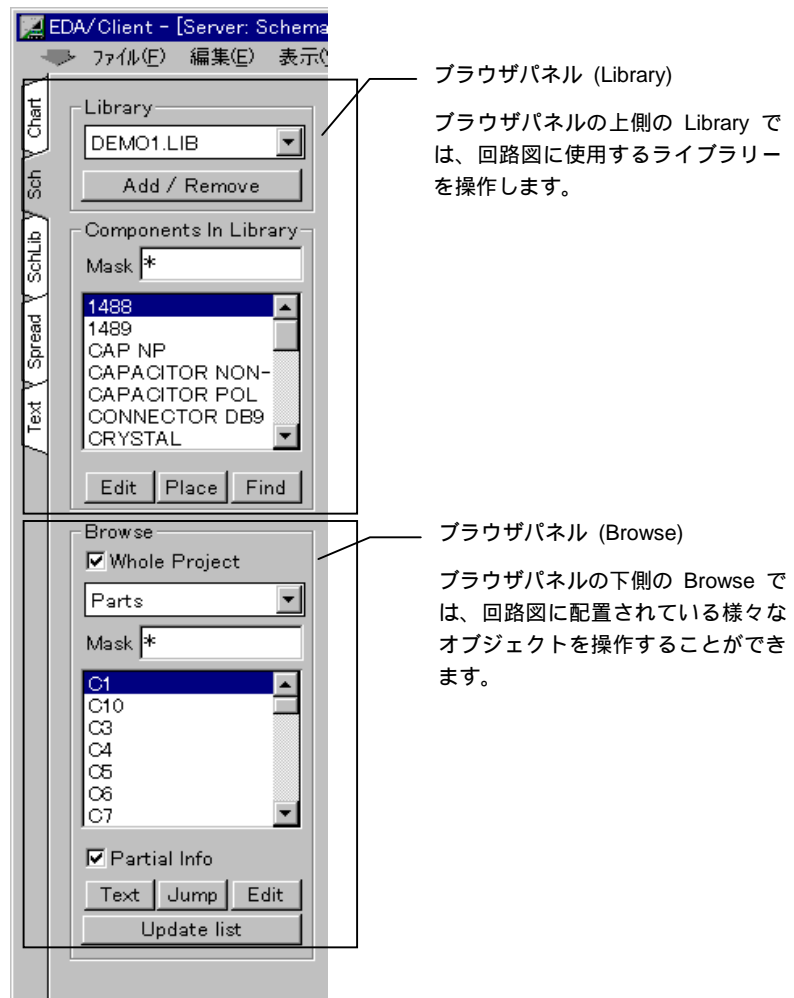 EDA/Client - [Server: Schema
ファイル(F) 編集(E) 表示(V
Chart
Sch
SchLib
Spread
Text
Library
DEMO1.LIB
Add / Remove
Components In Library
Mask *
1488
1489
CAP NP
CAPACITOR NON-
CAPACITOR POL
CONNECTOR DB9
CRYSTAL
Edit Place Find
Browse
Whole Project
Parts
Mask *
C1
C10
C3
C4
C5
C6
C7
Partial Info
Text Jump Edit
Update list
ブラウザパネル (Library)
ブラウザパネルの上側の Library で
は、回路図に使用するライブラリー
を操作します。
ブラウザパネル (Browse)
ブラウザパネルの下側の Browse で
は、回路図に配置されている様々な
オブジェクトを操作することができ
ます。